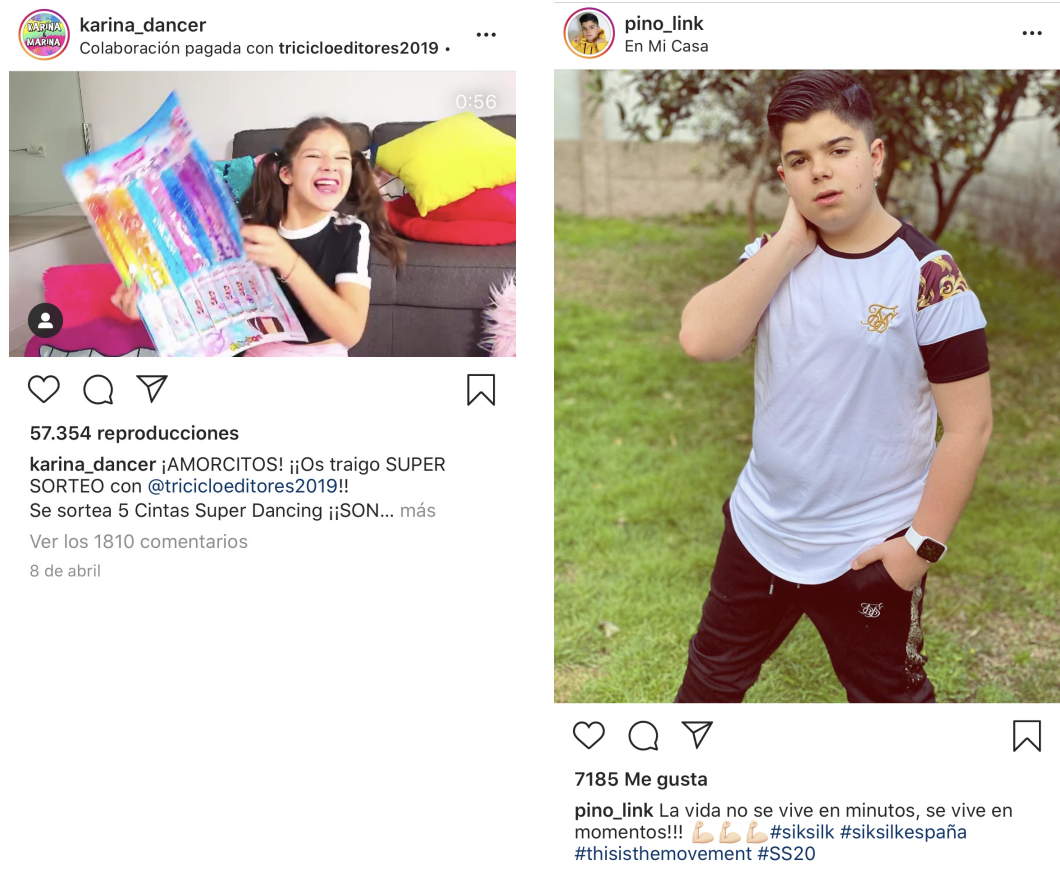 KARINA
&
MARINA
karina_dancer
Colaboración pagada con tricicloeditores2019 •
0:56
57.354 reproducciones
karina_dancer ¡AMORCITOS! ¡¡Os traigo SUPER
SORTEO con @tricicloeditores2019!!
Se sortea 5 Cintas Super Dancing ¡¡SON... más
Ver los 1810 comentarios
8 de abril
pino_link
En Mi Casa
7185 Me gusta
pino_link La vida no se vive en minutos, se vive en
momentos!!! 💪🏻💪🏻💪🏻#siksilk #siksilkespaña
#thisisthemovement #SS20